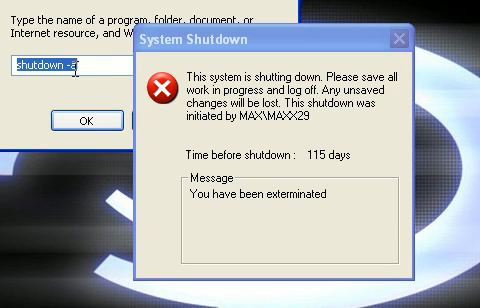 Type the name of a program, folder, document, or
Internet resource, and W
shutdown -a
OK
System Shutdown
This system is shutting down. Please save all
work in progress and log off. Any unsaved
changes will be lost. This shutdown was
initiated by MAX\MAXX29
Time before shutdown : 115 days
Message
You have been exterminated